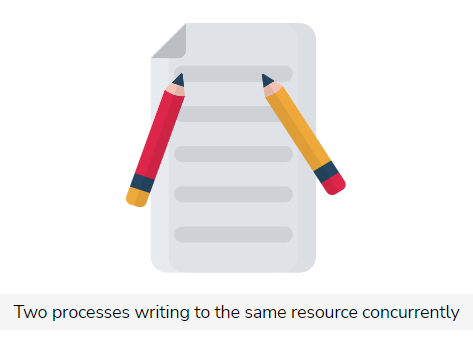 Two processes writing to the same resource concurrently